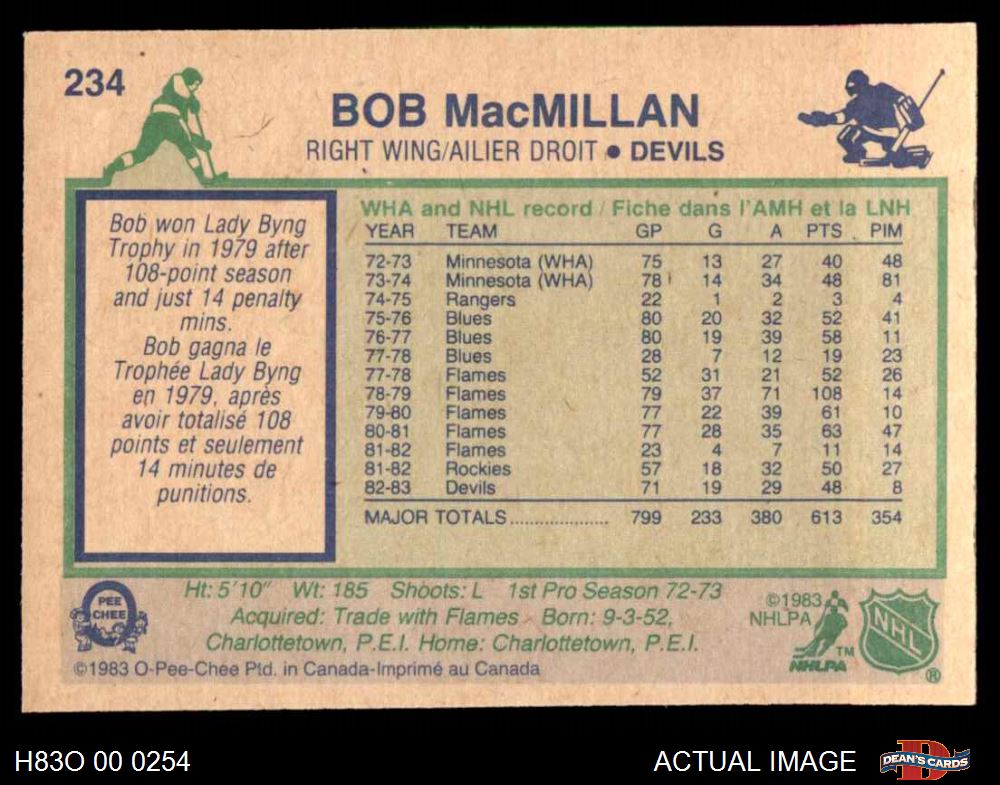 234
BOB MacMILLAN
RIGHT WING/AILIER DROIT • DEVILS
Bob won Lady Byng
Trophy in 1979 after
108-point season
and just 14 penalty
mins.
Bob gagna le
Trophée Lady Byng
en 1979, après
avoir totalisé 108
points et seulement
14 minutes de
punitions.
WHA and NHL record / Fiche dans l'AMH et la LNH
YEAR TEAM GP G A PTS PIM
72-73 Minnesota (WHA) 75 13 27 40 48
73-74 Minnesota (WHA) 78 14 34 48 81
74-75 Rangers 22 1 2 3 4
75-76 Blues 80 20 32 52 41
76-77 Blues 80 19 39 58 11
77-78 Blues 28 7 12 19 23
77-78 Flames 52 31 21 52 26
78-79 Flames 79 37 71 108 14
79-80 Flames 77 22 39 61 10
80-81 Flames 77 28 35 63 47
81-82 Flames 23 4 7 11 14
81-82 Rockies 57 18 32 50 27
82-83 Devils 71 19 29 48 8
MAJOR TOTALS.................... 799 233 380 613 354
Ht: 5'10" Wt: 185 Shoots: L 1st Pro Season 72-73
Acquired: Trade with Flames Born: 9-3-52,
Charlottetown, P.E.I. Home: Charlottetown, P.E.I.
©1983 O-Pee-Chee Ptd. in Canada-Imprimé au Canada
PEE
CHEE
©1983
NHLPA
TM
NHLPA
NHL
®
H83O 00 0254
ACTUAL IMAGE
D
DEAN'S CARDS